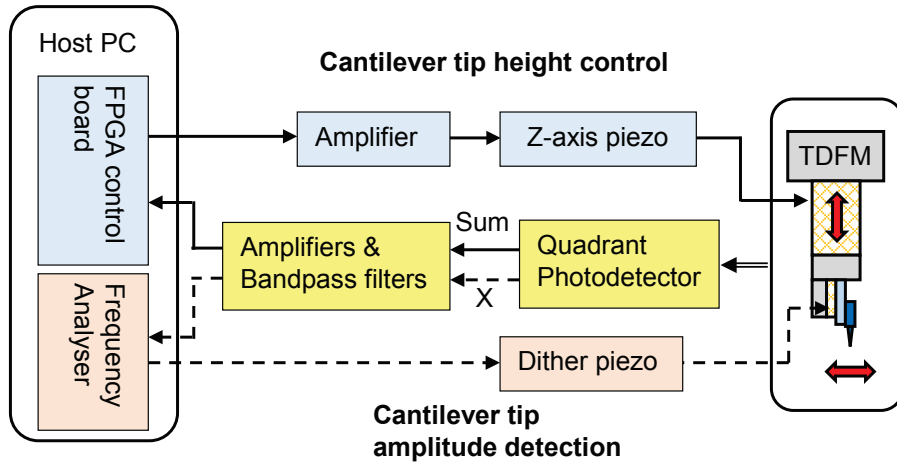 Host PC
FPGA control
board
Cantilever tip height control
Amplifier
Z-axis piezo
TDFM
Amplifiers &
Bandpass filters
Sum
X
Quadrant
Photodetector
Frequency
Analyser
Dither piezo
Cantilever tip
amplitude detection